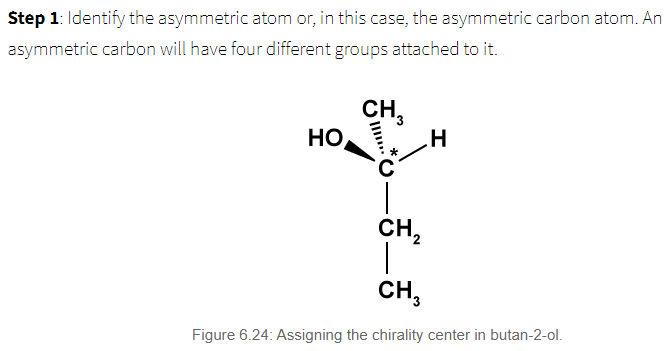 Step 1: Identify the asymmetric atom or, in this case, the asymmetric carbon atom. An
asymmetric carbon will have four different groups attached to it.
CH₃
HO
H
*
C
CH₂
CH₃
Figure 6.24: Assigning the chirality center in butan-2-ol.